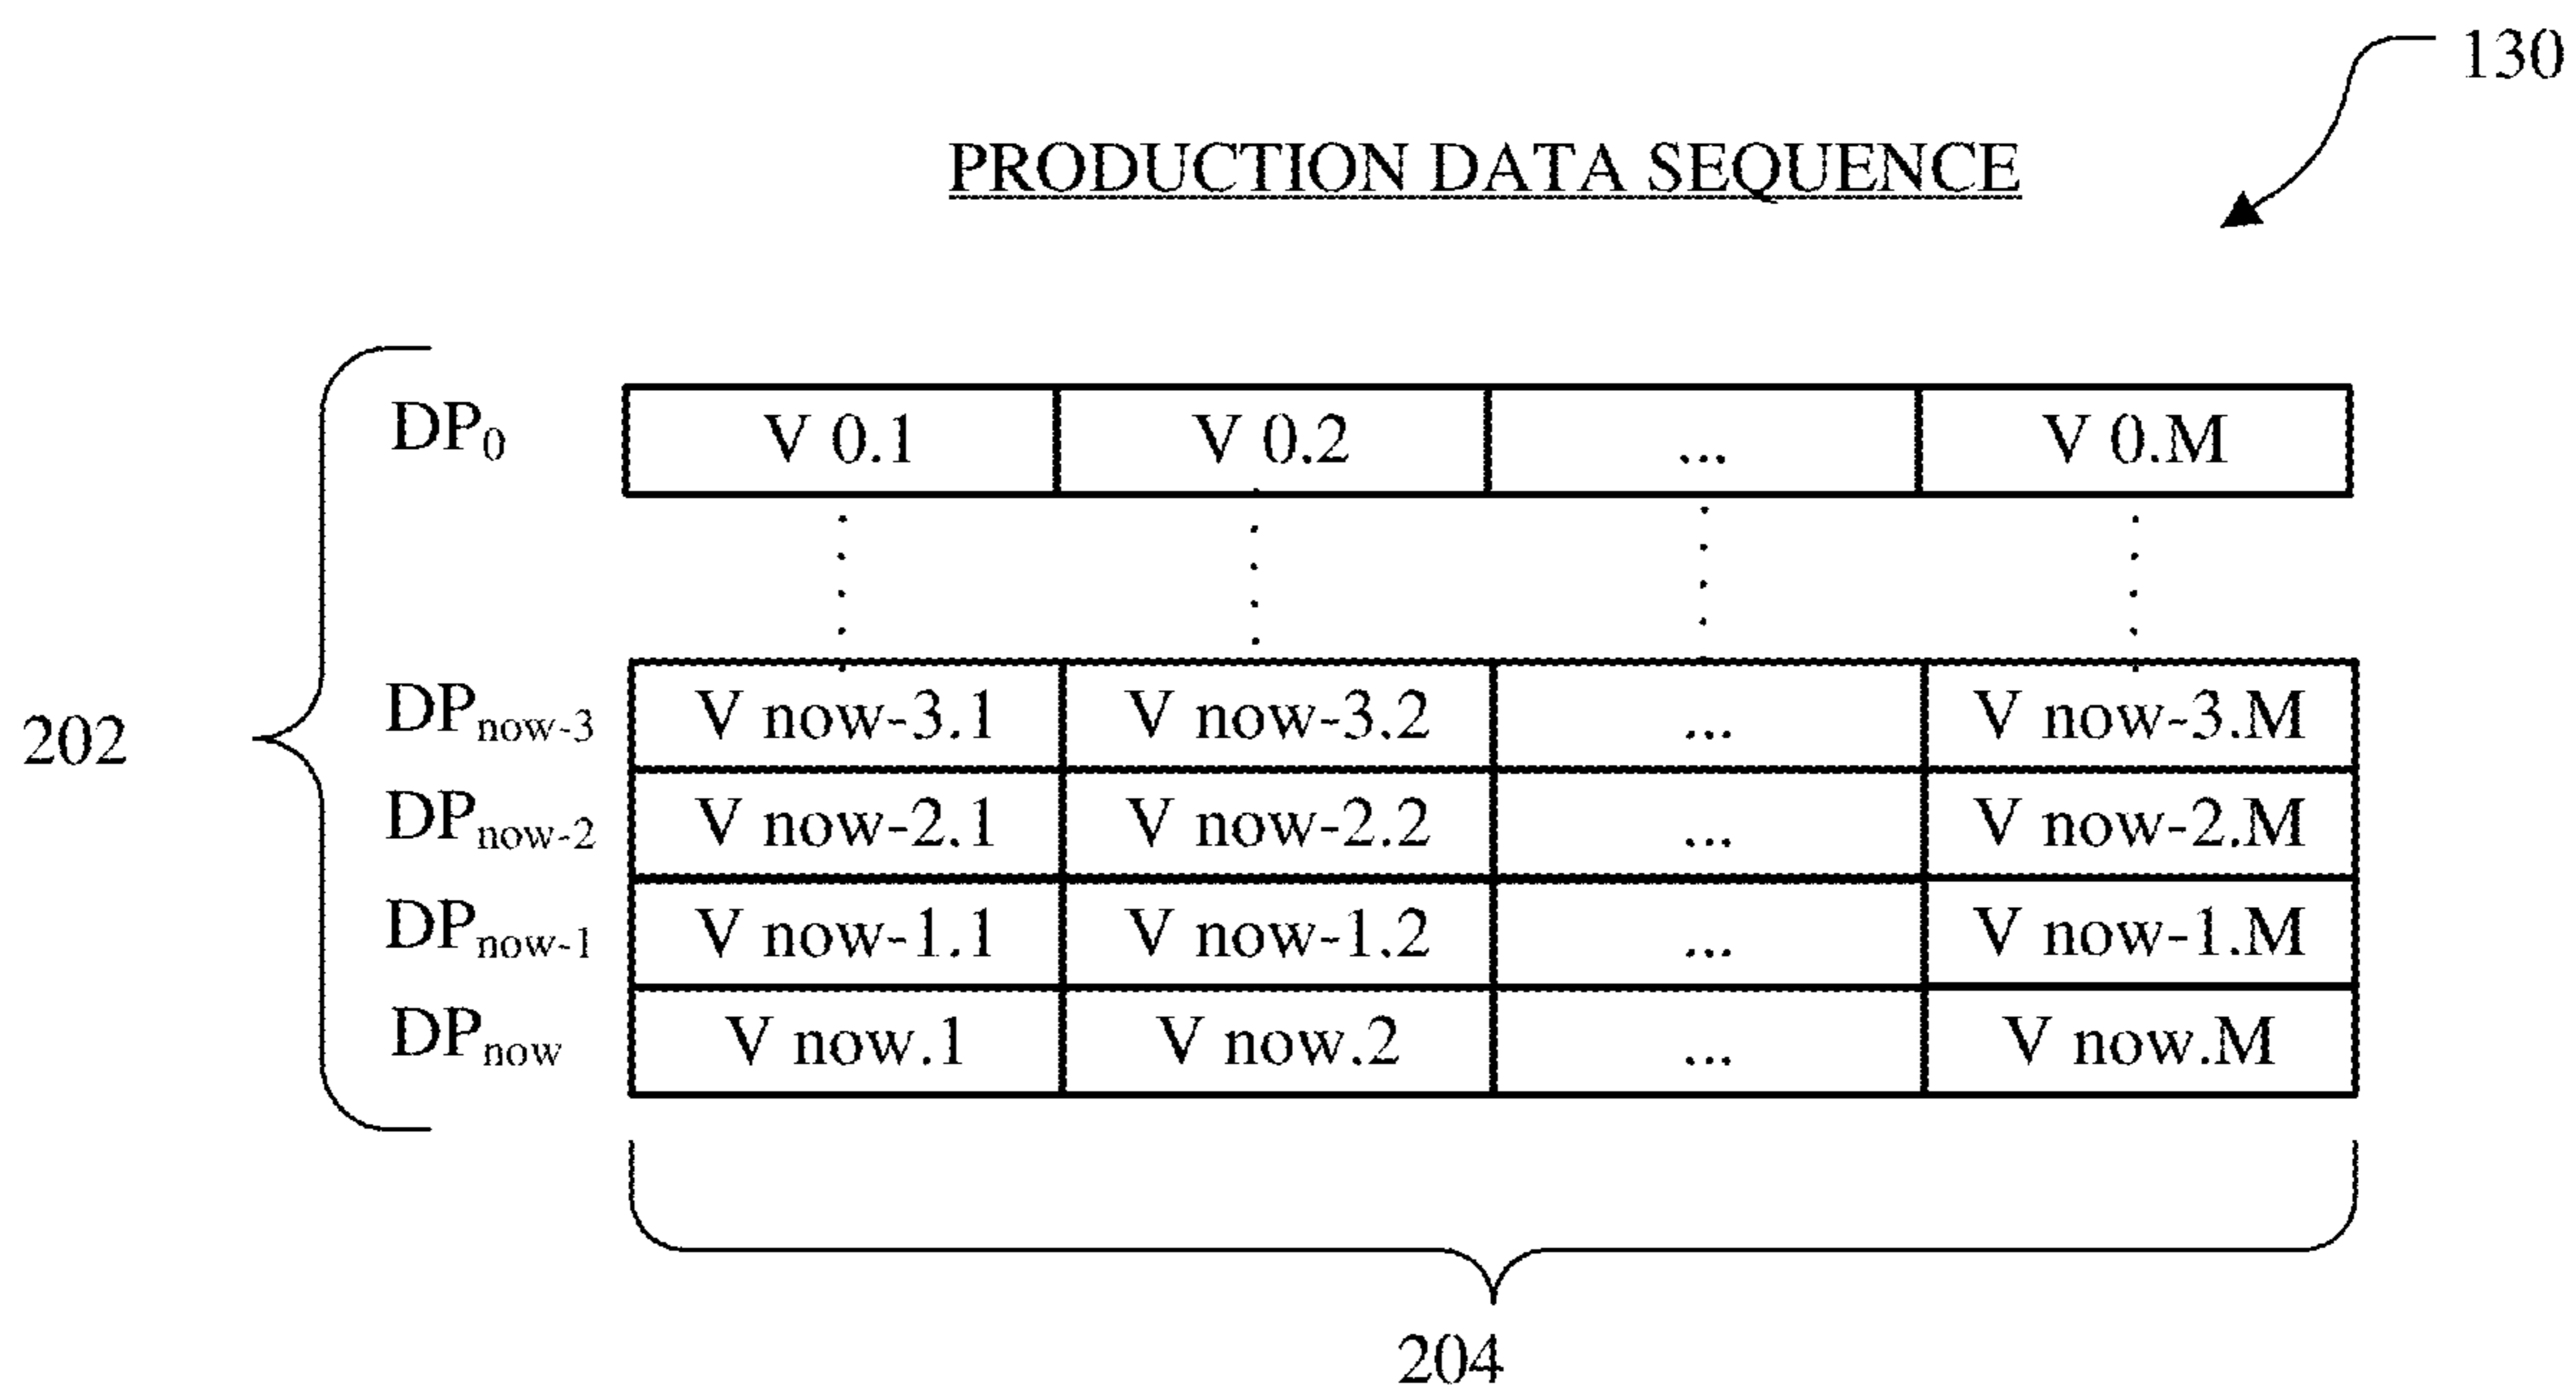 130
PRODUCTION DATA SEQUENCE
DP0 V 0.1 V 0.2 ... V 0.M
DPnow-3 V now-3.1 V now-3.2 ... V now-3.M
202
DPnow-2 V now-2.1 V now-2.2 ... V now-2.M
DPnow-1 V now-1.1 V now-1.2 ... V now-1.M
DPnow V now.1 V now.2 ... V now.M
204